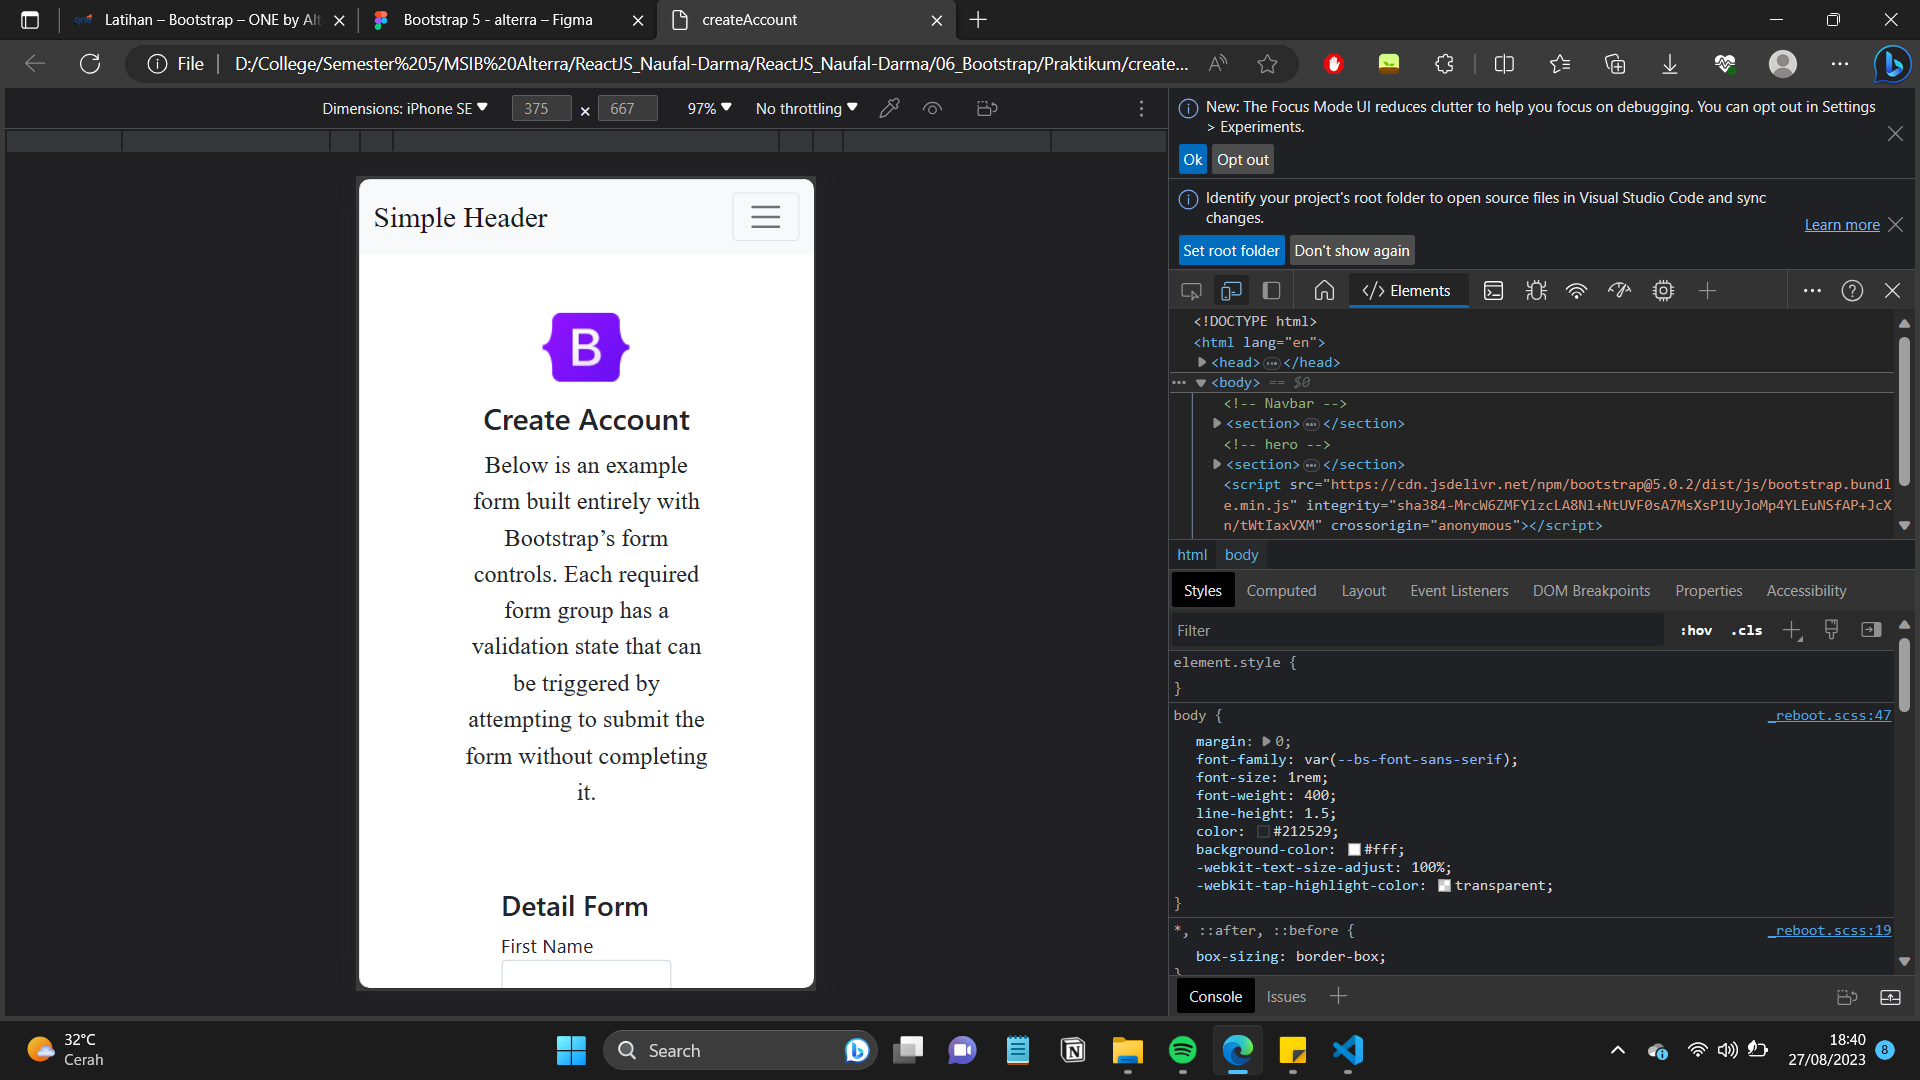 Latihan – Bootstrap – ONE by Alt
Bootstrap 5 - alterra – Figma
createAccount
File
D:/College/Semester%205/MSIB%20Alterra/ReactJS_Naufal-Darma/ReactJS_Naufal-Darma/06_Bootstrap/Praktikum/create...
Dimensions: iPhone SE
375
×
667
97%
No throttling
Simple Header
B
Create Account
Below is an example
form built entirely with
Bootstrap’s form
controls. Each required
form group has a
validation state that can
be triggered by
attempting to submit the
form without completing
it.
Detail Form
First Name
New: The Focus Mode UI reduces clutter to help you focus on debugging. You can opt out in Settings
> Experiments.
Ok
Opt out
Identify your project's root folder to open source files in Visual Studio Code and sync
changes.
Learn more
Set root folder
Don't show again
</> Elements
<!DOCTYPE html>
<html lang="en">
<head> ••• </head>
••• <body> == $0
<!-- Navbar -->
<section> ••• </section>
<!-- hero -->
<section> ••• </section>
<script src="https://cdn.jsdelivr.net/npm/bootstrap@5.0.2/dist/js/bootstrap.bundl
e.min.js" integrity="sha384-MrcW6ZMFYlzcLA8Nl+NtUVF0sA7MsXsP1UyJoMp4YLEuNSfAP+JcX
n/tWtIaxVXM" crossorigin="anonymous"></script>
html
body
Styles
Computed
Layout
Event Listeners
DOM Breakpoints
Properties
Accessibility
Filter
:hov
.cls
element.style {
}
body {
_reboot.scss:47
margin: 0;
font-family: var(--bs-font-sans-serif);
font-size: 1rem;
font-weight: 400;
line-height: 1.5;
color: #212529;
background-color: #fff;
-webkit-text-size-adjust: 100%;
-webkit-tap-highlight-color: transparent;
}
*, ::after, ::before {
_reboot.scss:19
box-sizing: border-box;
}
Console
Issues
32°C
Cerah
Search
18:40
27/08/2023
8